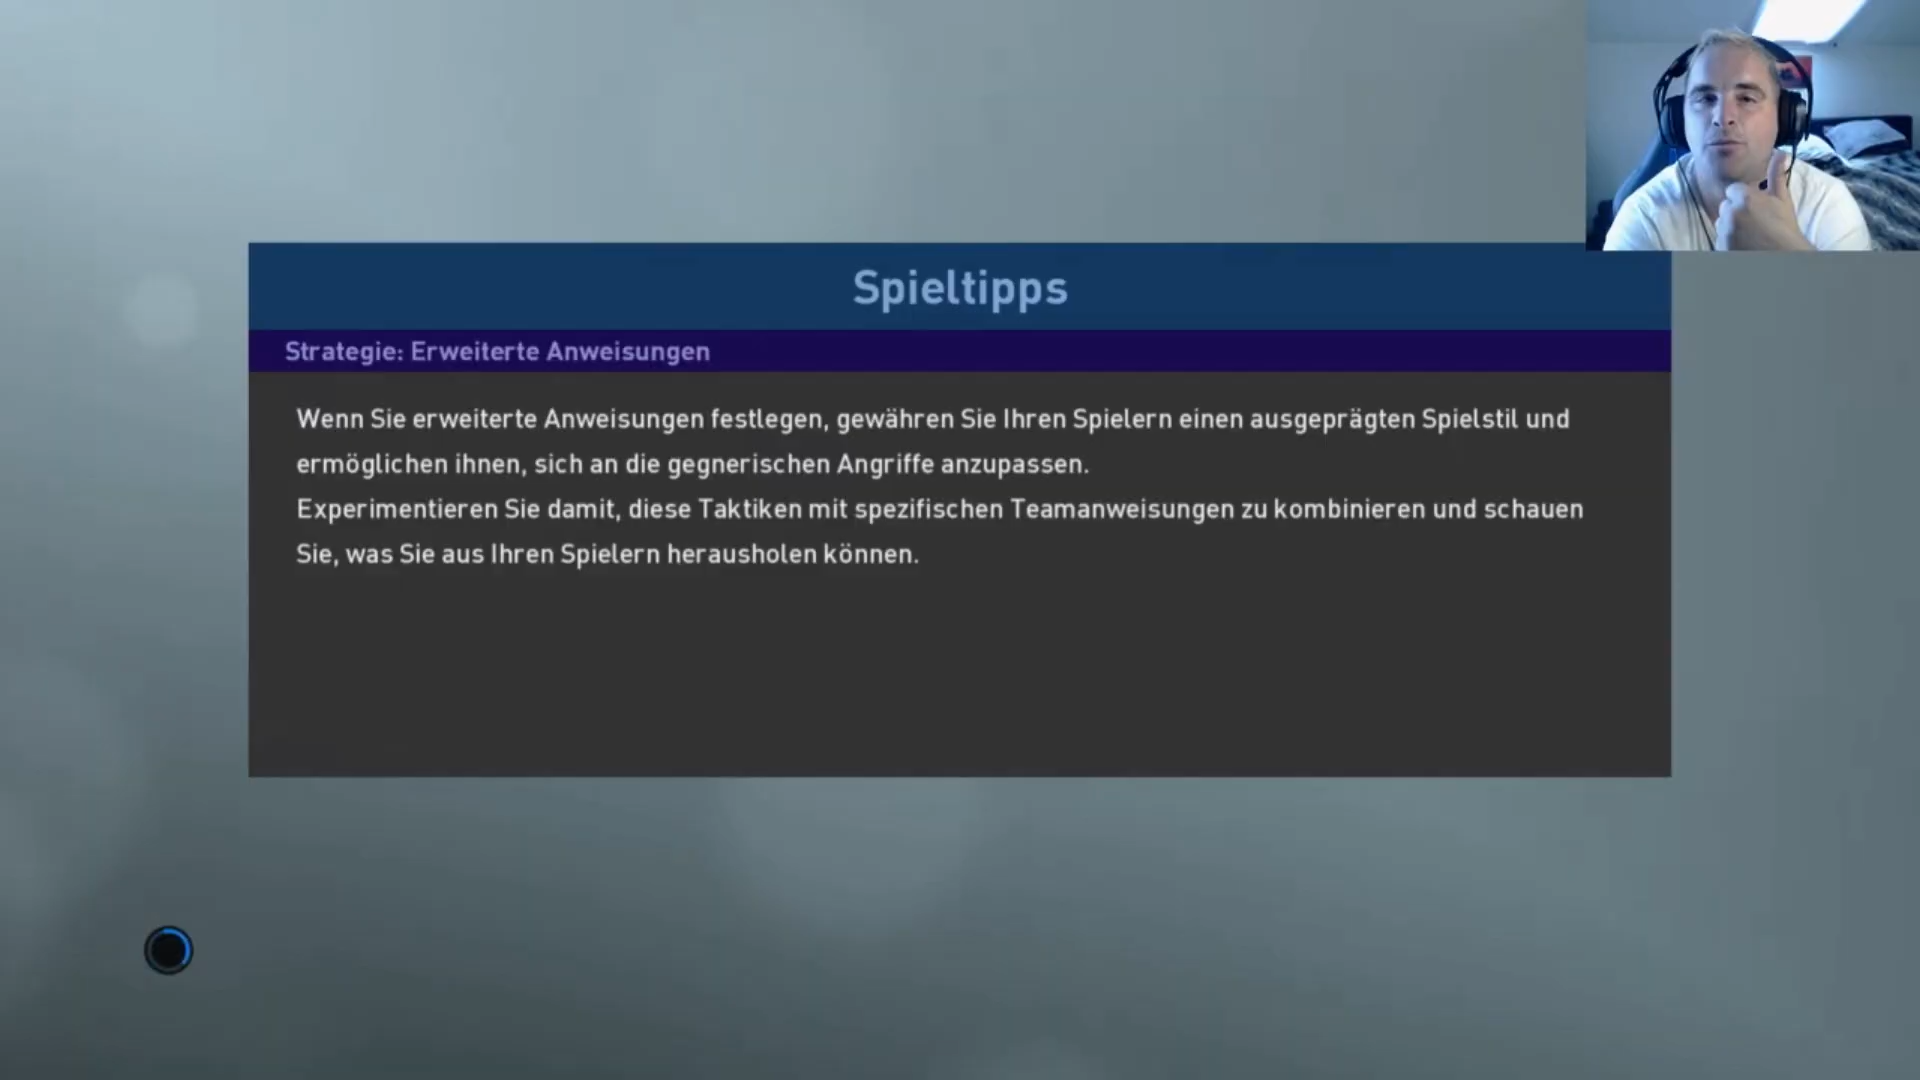 Spieltipps
Strategie: Erweiterte Anweisungen
Wenn Sie erweiterte Anweisungen festlegen, gewähren Sie Ihren Spielern einen ausgeprägten Spielstil und
ermöglichen ihnen, sich an die gegnerischen Angriffe anzupassen.
Experimentieren Sie damit, diese Taktiken mit spezifischen Teamanweisungen zu kombinieren und schauen
Sie, was Sie aus Ihren Spielern herausholen können.